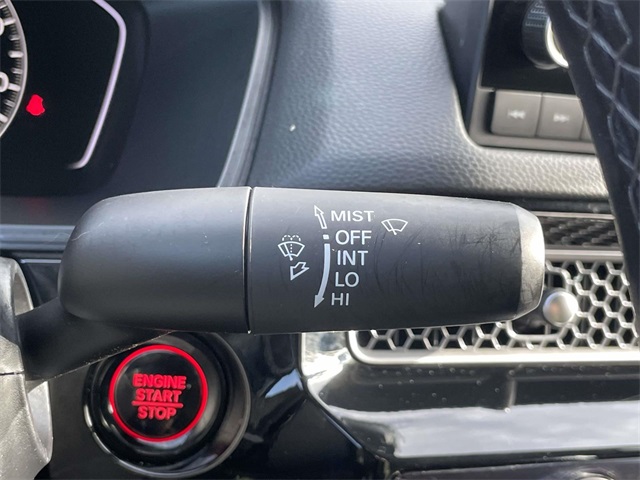 MIST
OFF
INT
LO
HI
ENGINE
START
STOP